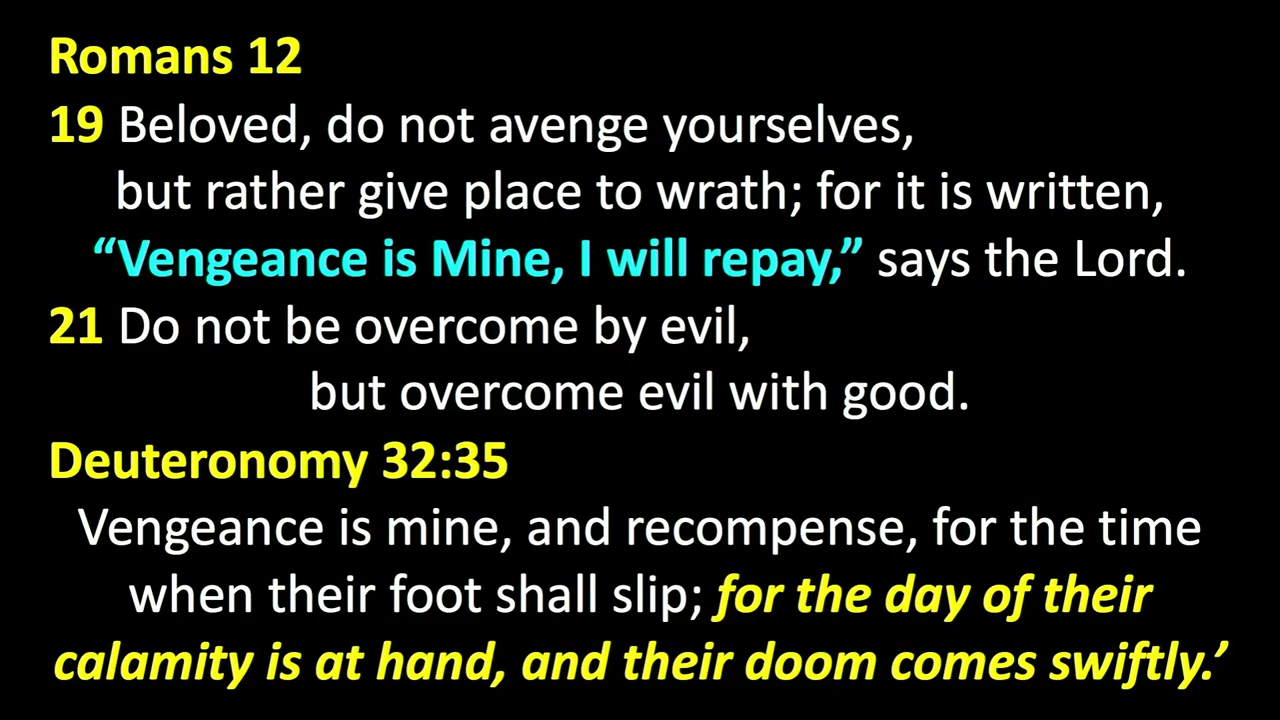 Romans 12
19 Beloved, do not avenge yourselves,
but rather give place to wrath; for it is written,
“Vengeance is Mine, I will repay,” says the Lord.
21 Do not be overcome by evil,
but overcome evil with good.
Deuteronomy 32:35
Vengeance is mine, and recompense, for the time
when their foot shall slip; for the day of their
calamity is at hand, and their doom comes swiftly.’